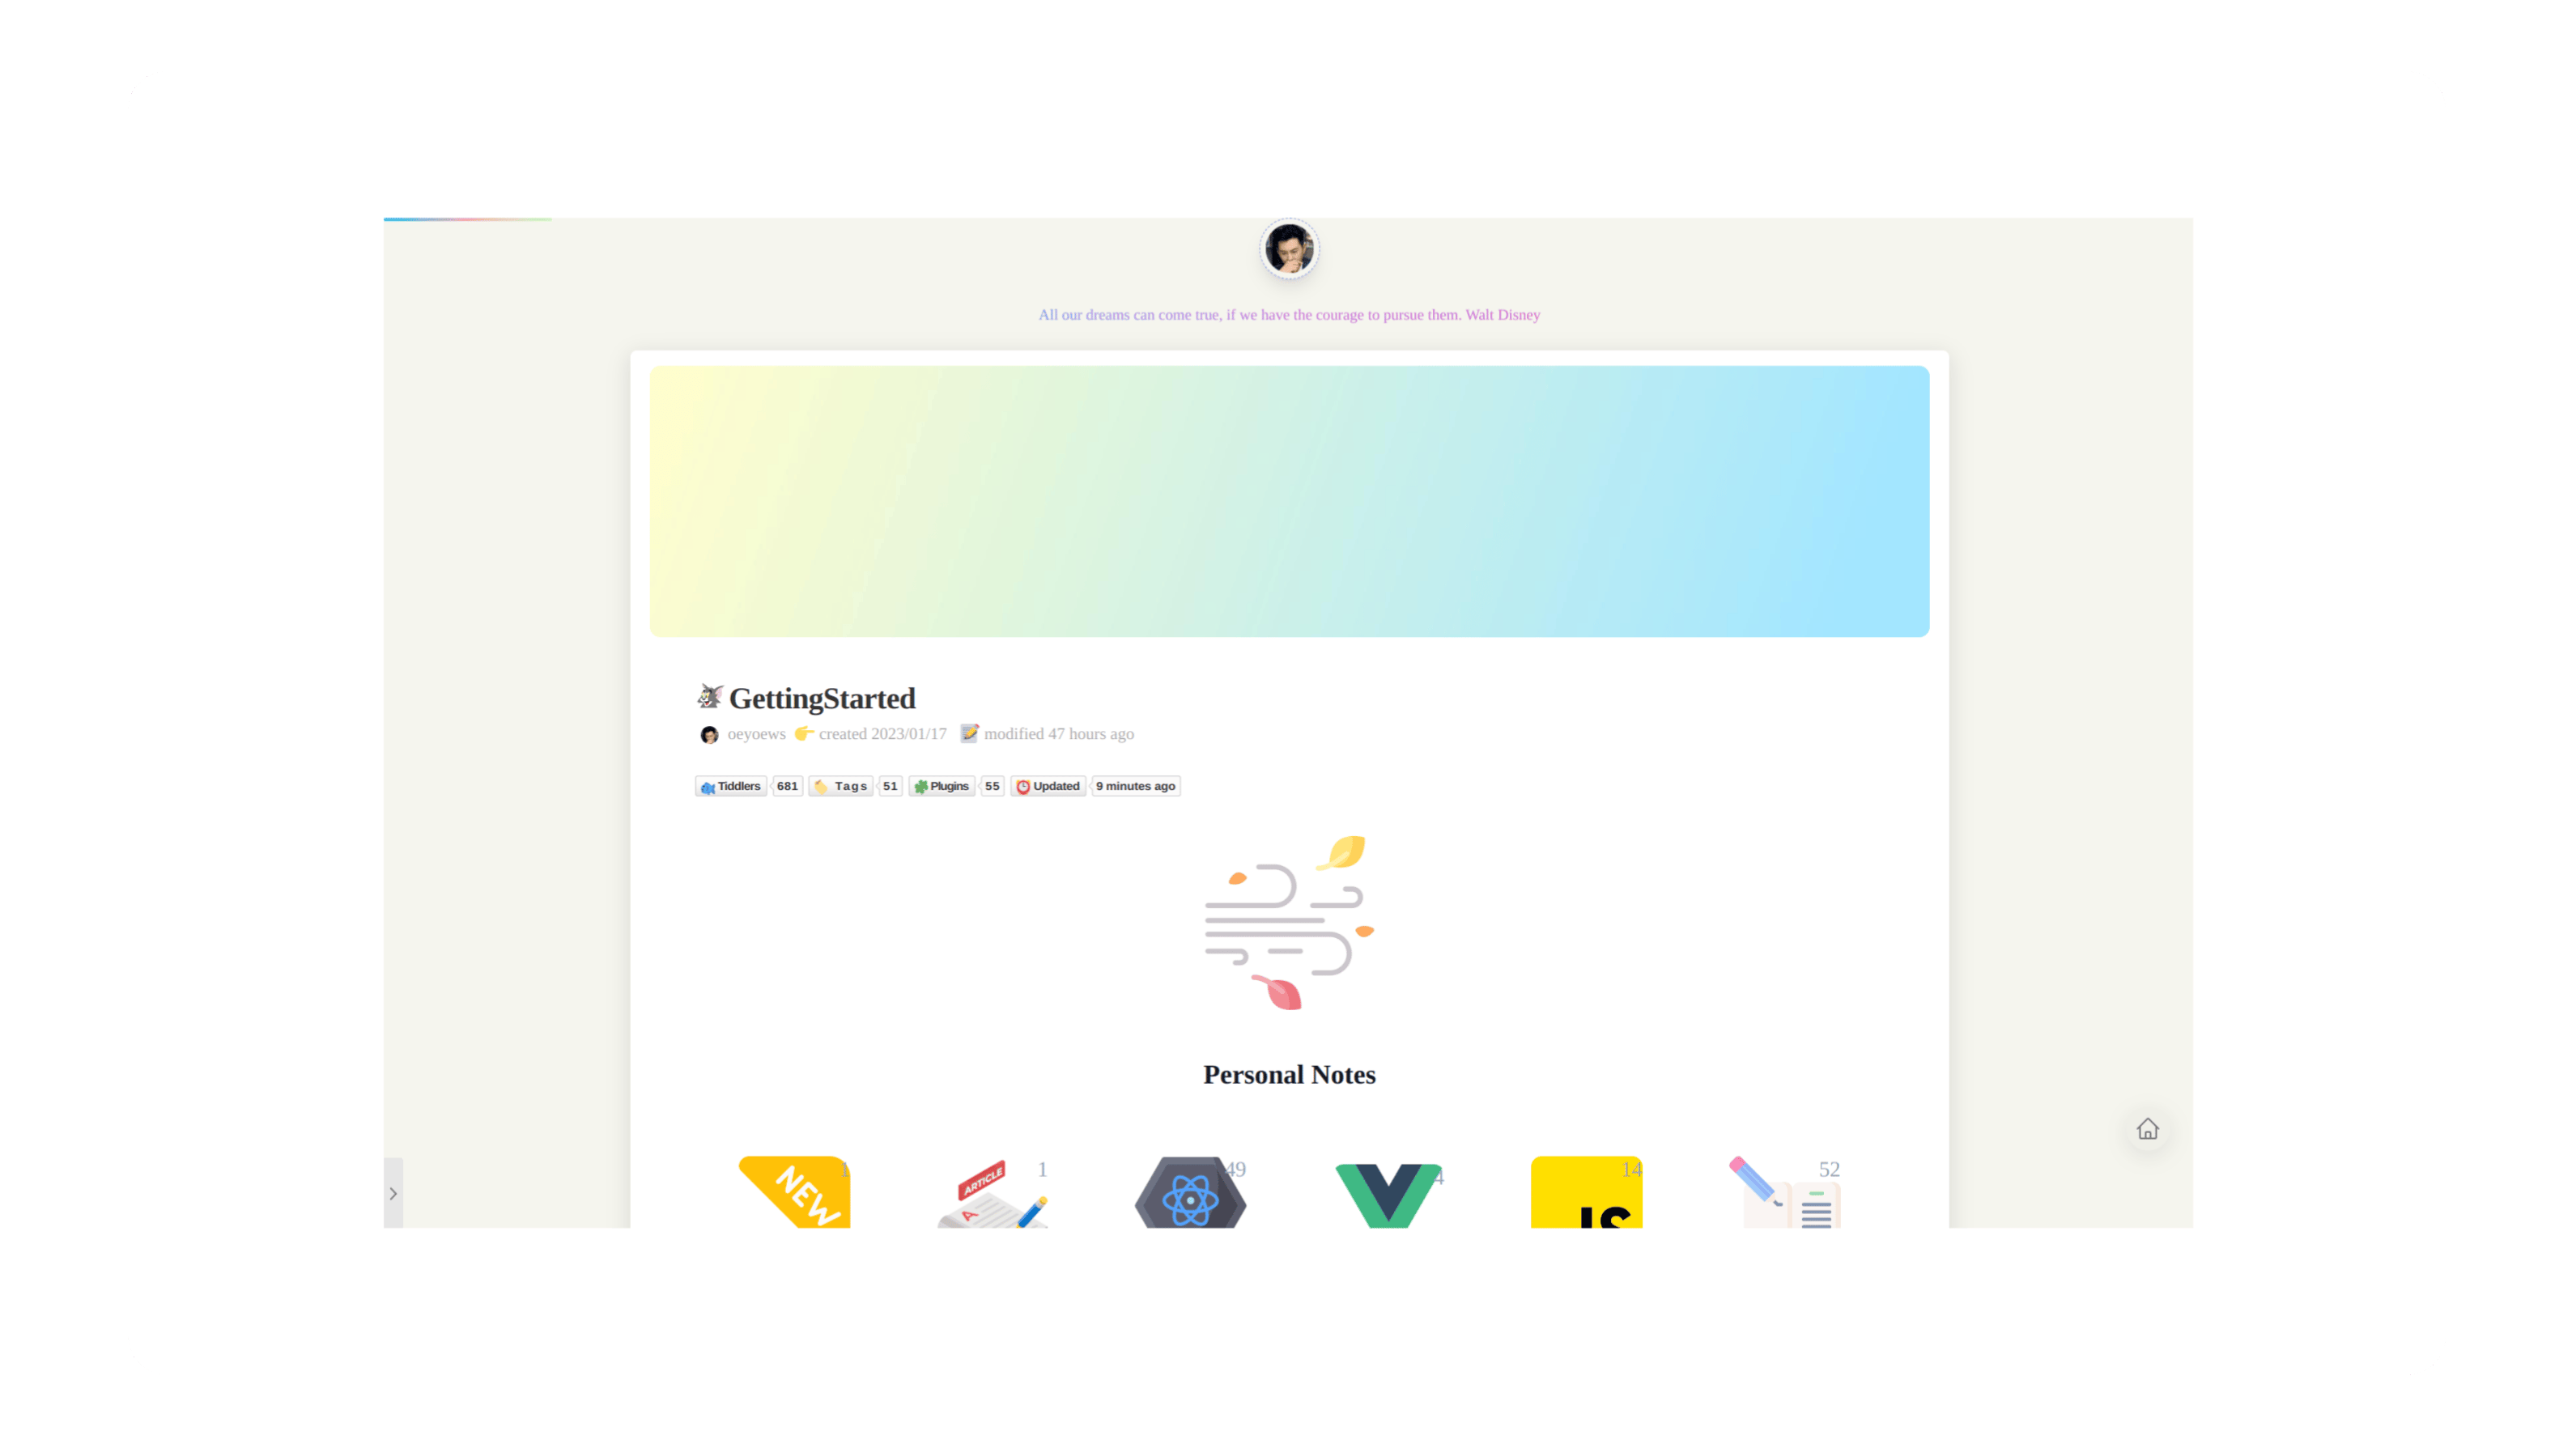 All our dreams can come true, if we have the courage to pursue them. Walt Disney
GettingStarted
oeyoews 👉 created 2023/01/17 📝 modified 47 hours ago
Tiddlers 681 Tags 51 Plugins 55 Updated 9 minutes ago
Personal Notes
1 1 49 4 14 52
NEW ARTICLE A JS